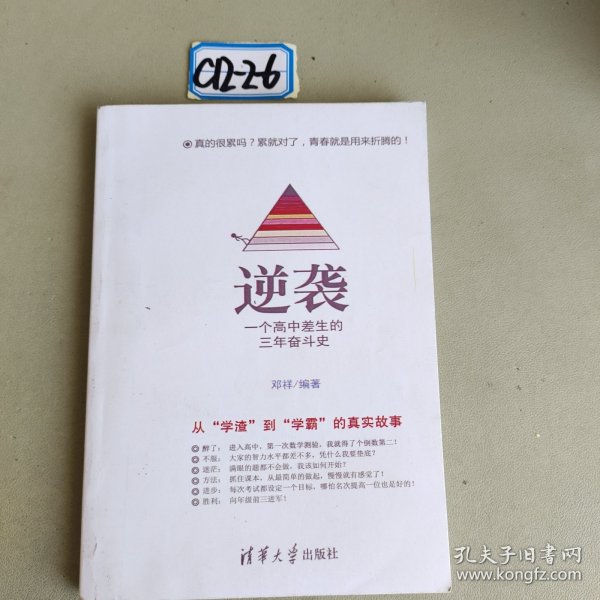 C12-26
◉ 真的很累吗？累就对了，青春就是用来折腾的！
逆袭
一个高中差生的
三年奋斗史
邓祥/编著
从“学渣”到“学霸”的真实故事
◎ 醉了： 进入高中，第一次数学测验，我就得了个倒数第二！
◎ 不服： 大家的智力水平都差不多，凭什么我要垫底？
◎ 迷茫： 满眼的题都不会做，我该如何开始？
◎ 方法： 抓住课本，从最简单的做起，慢慢就有感觉了！
◎ 进步： 每次考试都设定一个目标，哪怕名次提高一位也是好的！
◎ 胜利： 向年级前三进军！
清华大学出版社
孔夫子旧书网
www.kongfz.com